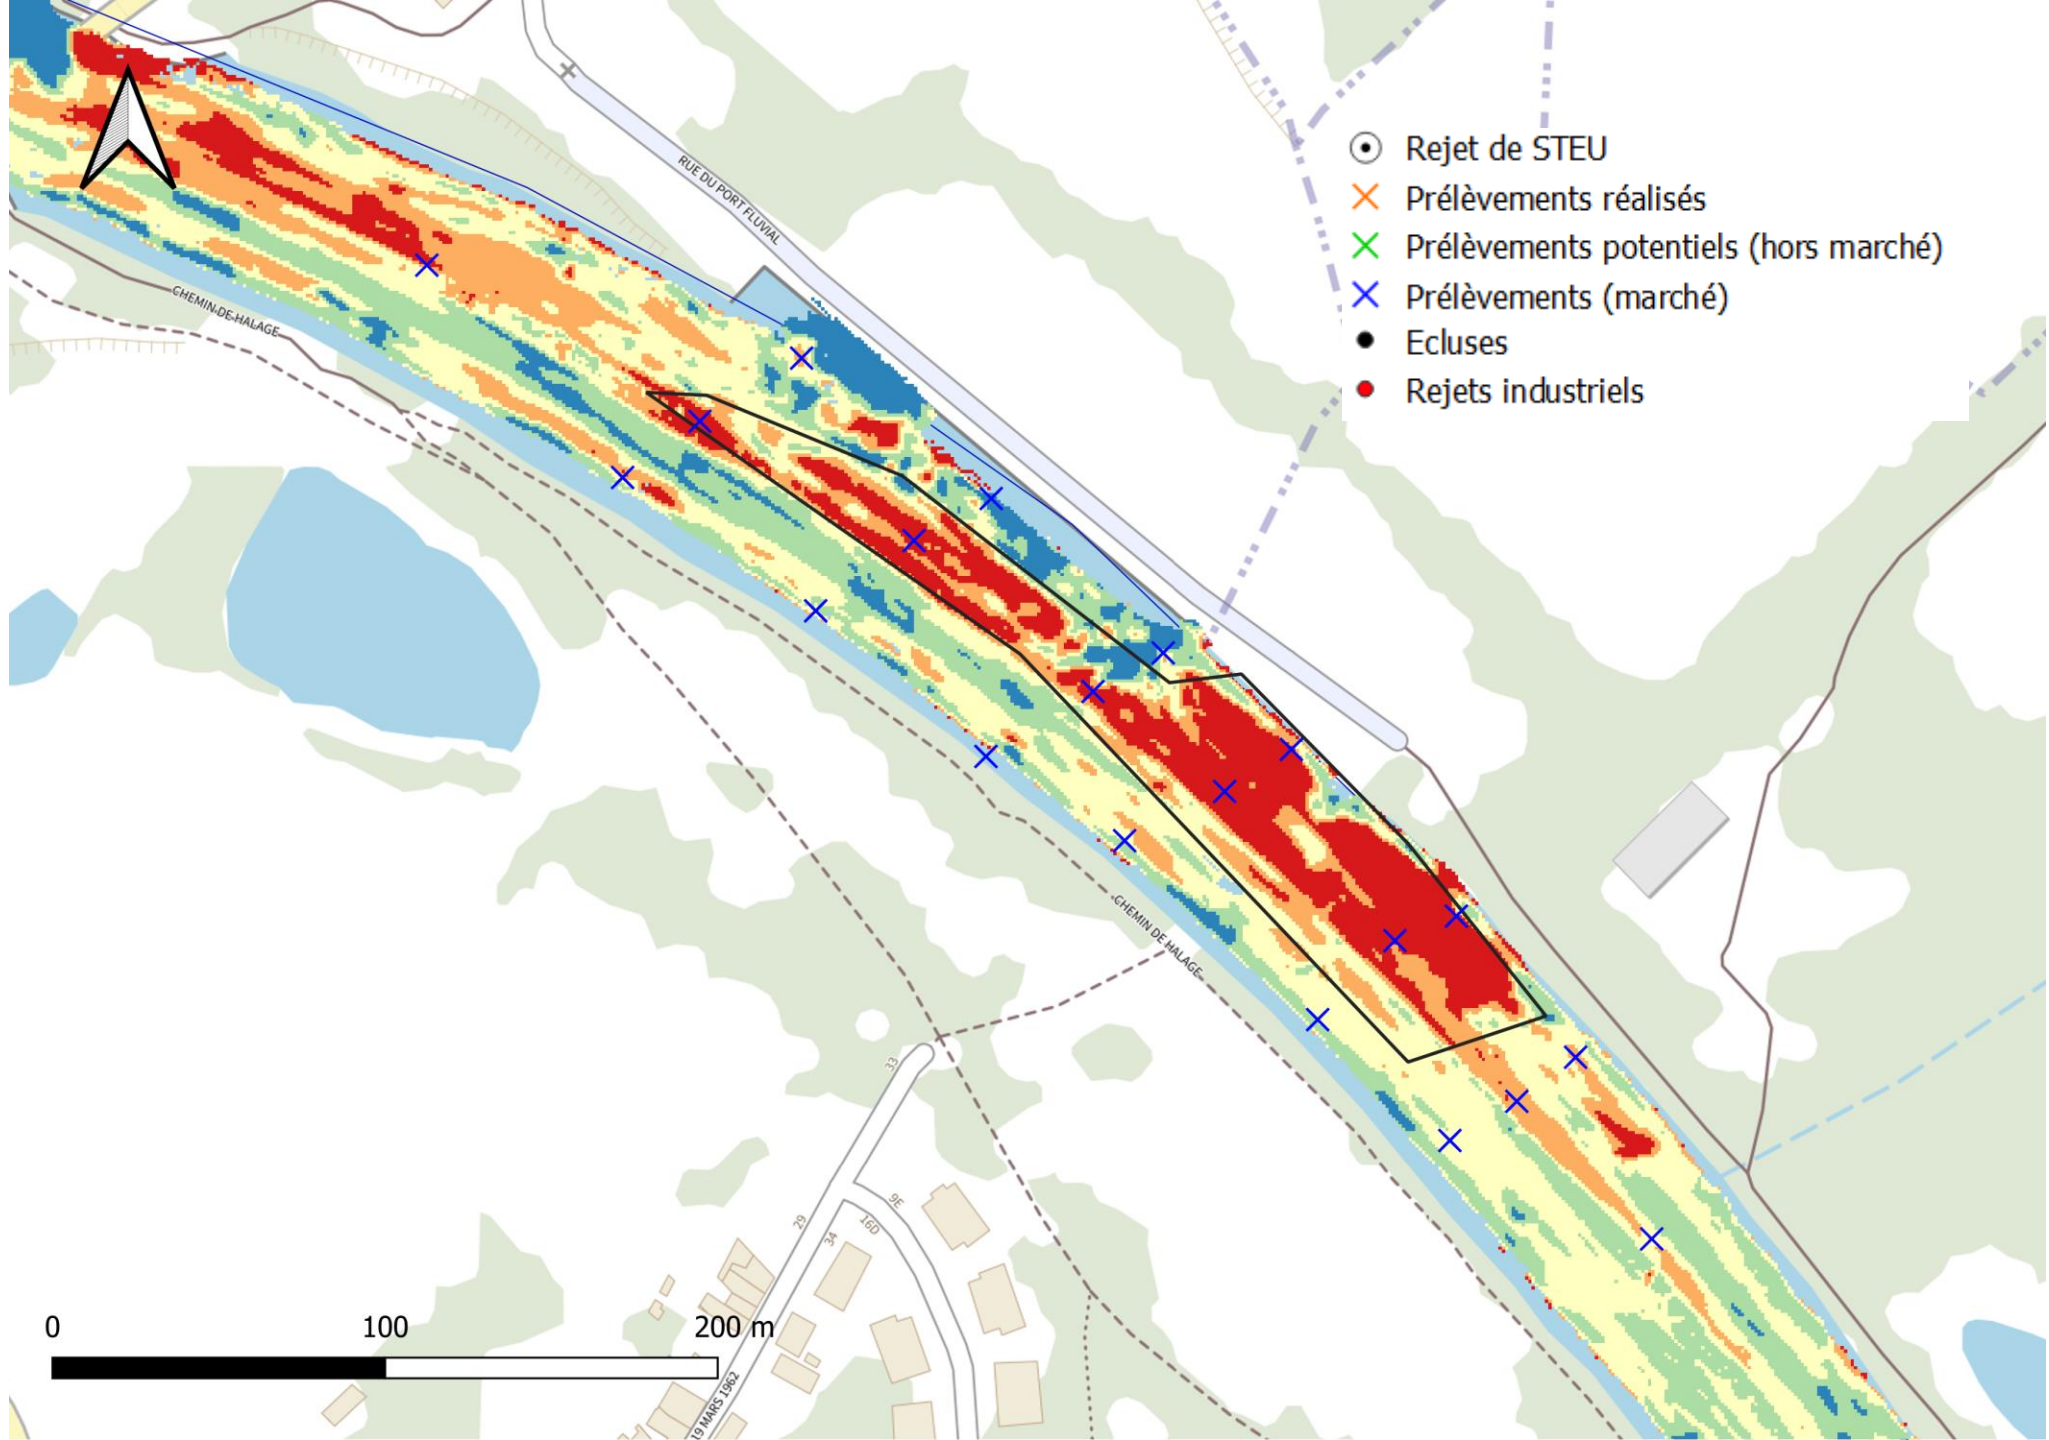 RUE DU PORT FLUVIAL
Rejet de STEU
Prélèvements réalisés
Prélèvements potentiels (hors marché)
Prélèvements (marché)
Ecluses
Rejets industriels
CHEMIN DE HALAGE
CHEMIN DE HALAGE
33
9E
16D
29
34
0
100
200 m
19 MARS 1962